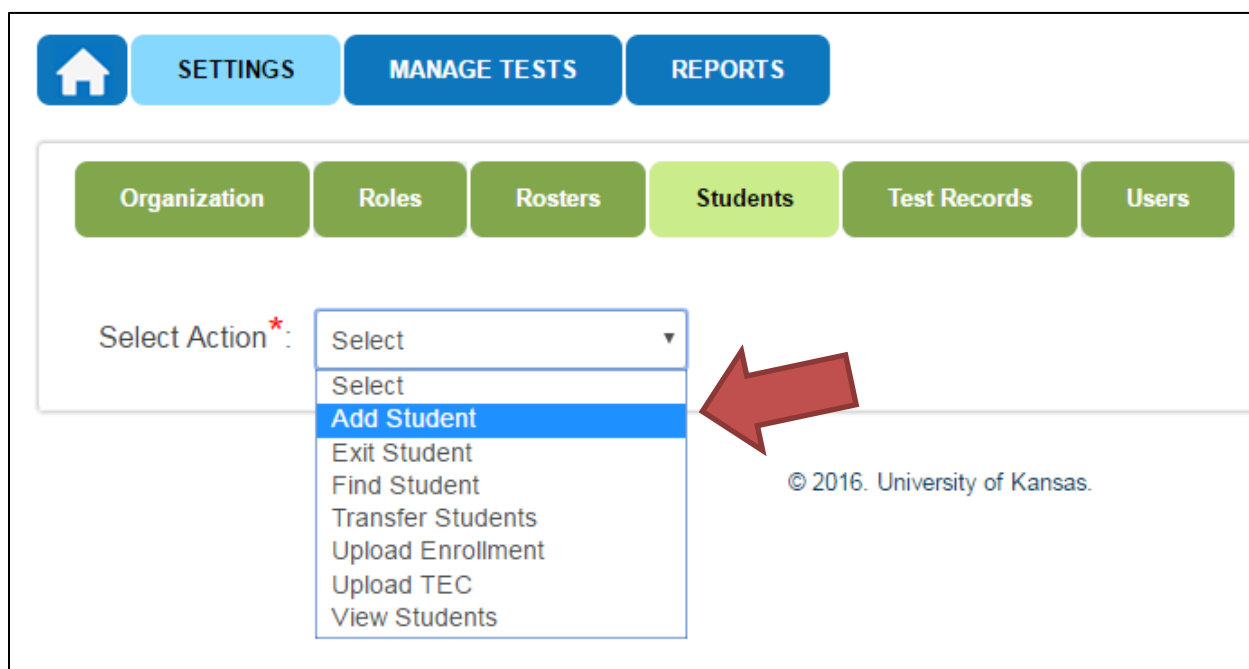 SETTINGS MANAGE TESTS REPORTS
Organization Roles Rosters Students Test Records Users
Select Action*: Select
Select
Add Student
Exit Student
Find Student
Transfer Students
Upload Enrollment
Upload TEC
View Students
© 2016. University of Kansas.